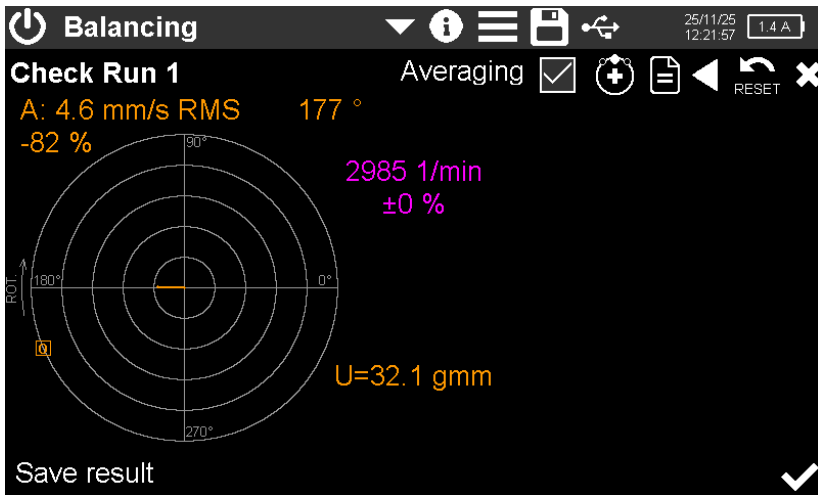 Balancing
25/11/25
12:21:57
1.4 A
Check Run 1
Averaging
RESET
A: 4.6 mm/s RMS 177 °
-82 %
90°
2985 1/min
±0 %
ROT.
180°
0°
0
U=32.1 gmm
270°
Save result